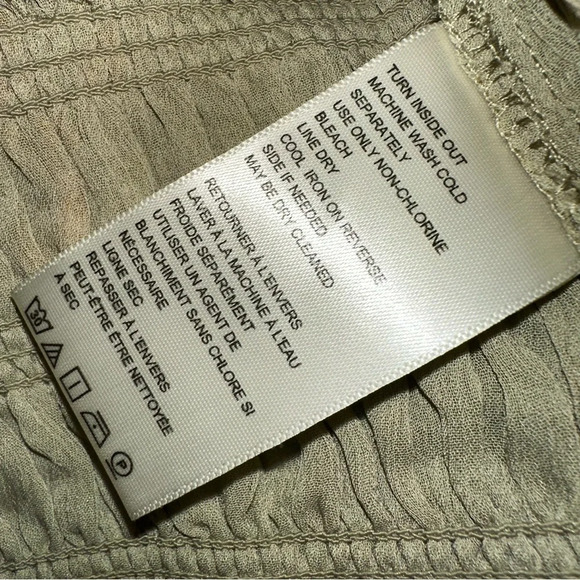 TURN INSIDE OUT
MACHINE WASH COLD
SEPARATELY
USE ONLY NON-CHLORINE
BLEACH
LINE DRY
COOL IRON ON REVERSE
SIDE IF NEEDED
MAY BE DRY CLEANED
RETOURNER À L'ENVERS
LAVER À LA MACHINE À L'EAU
FROIDE SÉPARÉMENT
UTILISER UN AGENT DE
BLANCHIMENT SANS CHLORE SI
NÉCESSAIRE
LIGNE SEC
REPASSER À L'ENVERS
PEUT-ÊTRE ÊTRE NETTOYÉE
À SEC
30
P